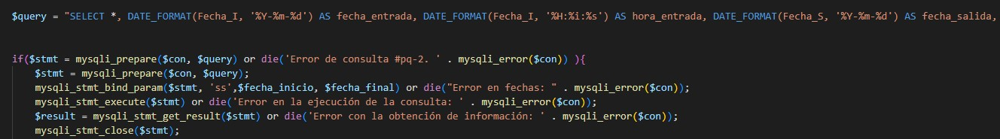 $query = "SELECT *, DATE_FORMAT(Fecha_I, '%Y-%m-%d') AS fecha_entrada, DATE_FORMAT(Fecha_I, '%H:%i:%s') AS hora_entrada, DATE_FORMAT(Fecha_S, '%Y-%m-%d') AS fecha_salida,
if($stmt = mysqli_prepare($con, $query) or die('Error de consulta #pq-2. ' . mysqli_error($con)) ){
$stmt = mysqli_prepare($con, $query);
mysqli_stmt_bind_param($stmt, 'ss',$fecha_inicio, $fecha_final) or die("Error en fechas: " . mysqli_error($con));
mysqli_stmt_execute($stmt) or die('Error en la ejecución de la consulta: ' . mysqli_error($con));
$result = mysqli_stmt_get_result($stmt) or die('Error con la obtención de información: ' . mysqli_error($con));
mysqli_stmt_close($stmt);